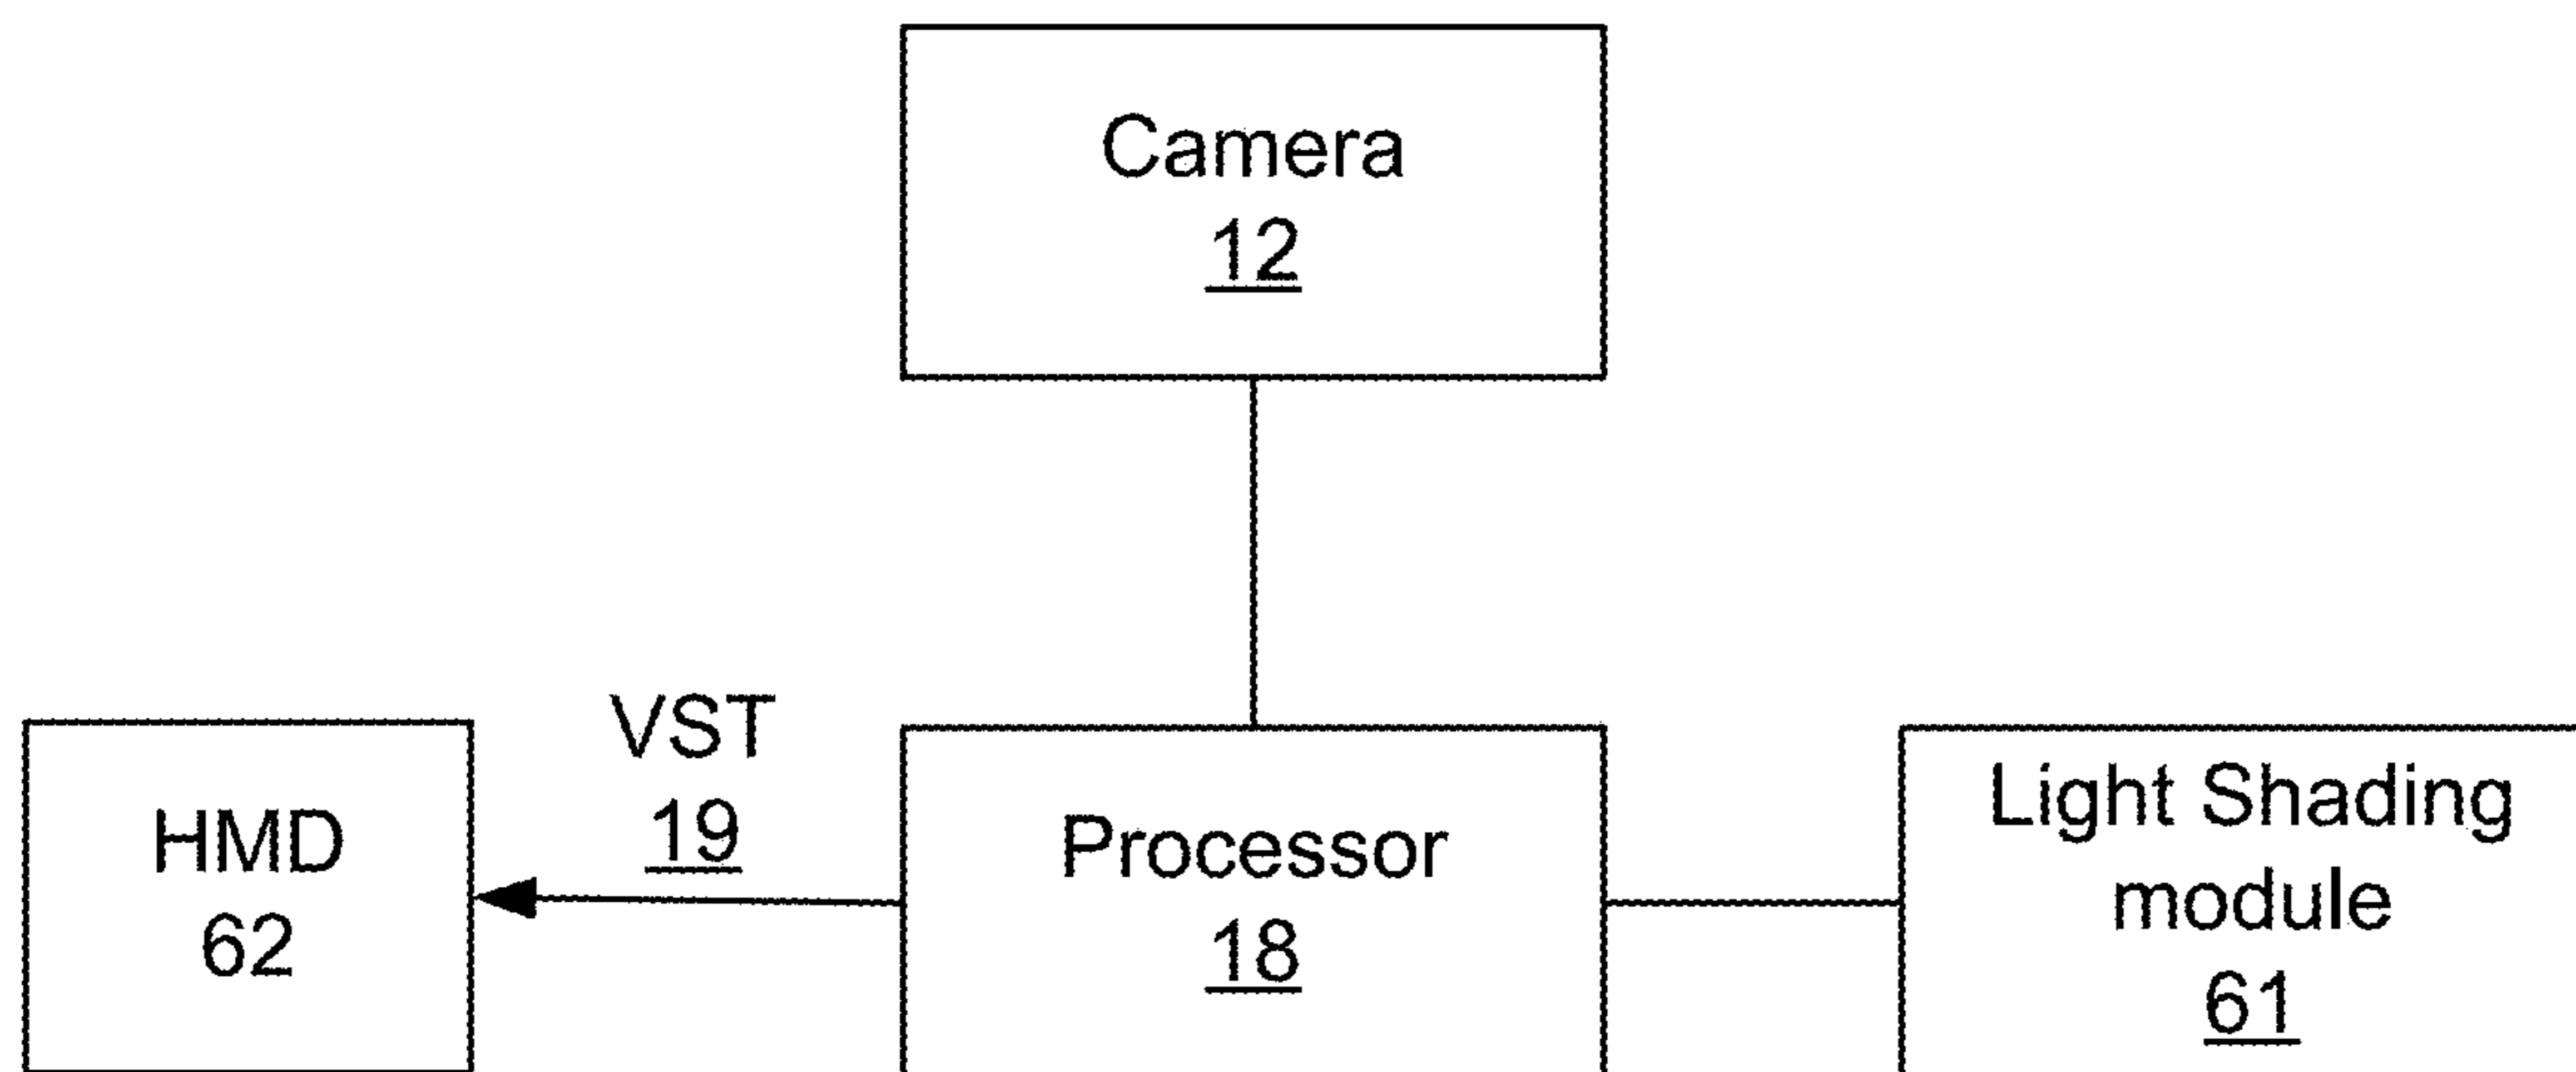 Camera
12
VST
19
HMD
62
Processor
18
Light Shading
module
61